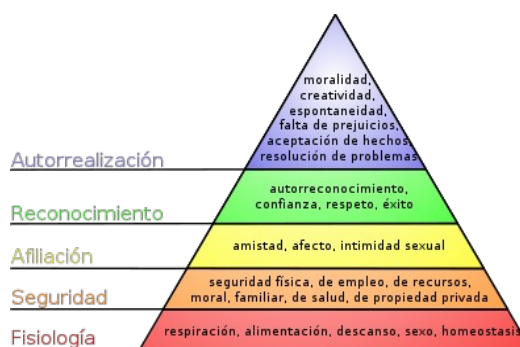 moralidad,
creatividad,
espontaneidad,
falta de prejuicios,
aceptación de hechos,
resolución de problemas
Autorrealización
autorreconocimiento,
confianza, respeto, éxito
Reconocimiento
amistad, afecto, intimidad sexual
Afiliación
seguridad física, de empleo, de recursos,
moral, familiar, de salud, de propiedad privada
Seguridad
respiración, alimentación, descanso, sexo, homeostasis
Fisiología